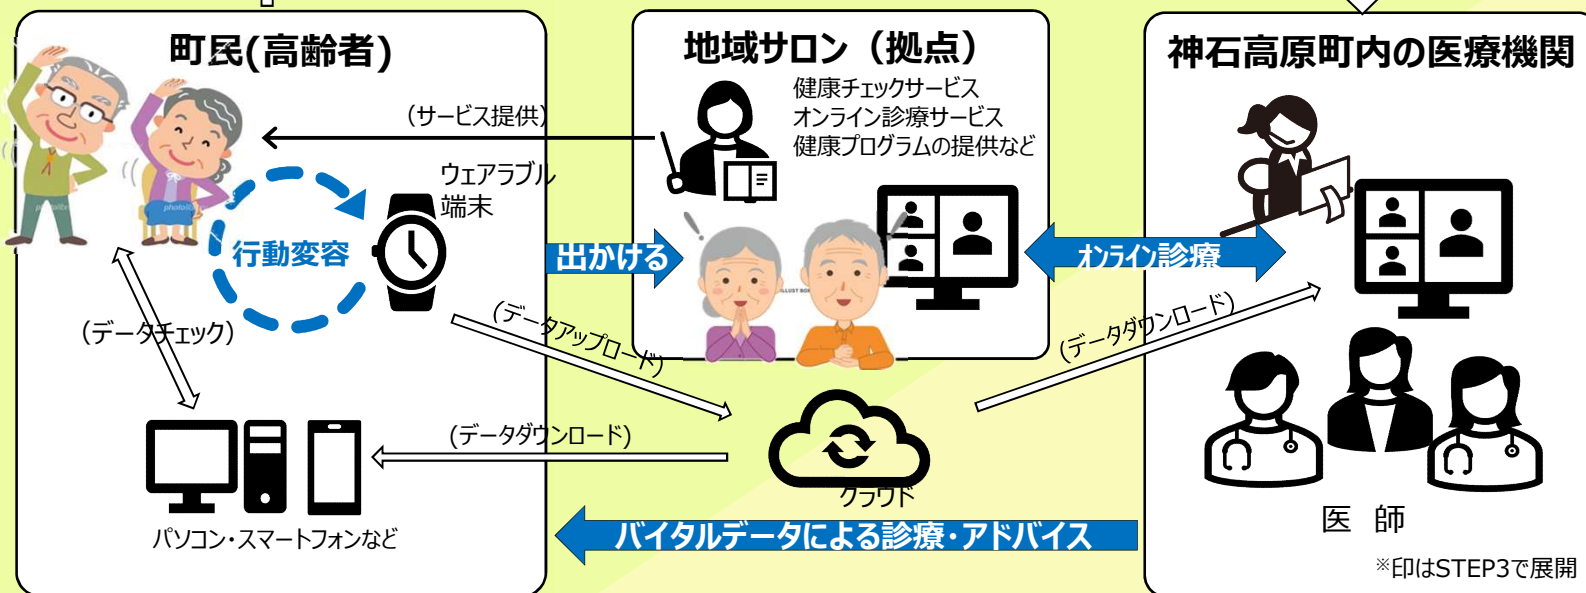 町民(高齢者)
(サービス提供)
ウェアラブル
端末
行動変容
(データチェック)
(データアップロード)
(データダウンロード)
パソコン・スマートフォンなど
出かける
地域サロン（拠点）
健康チェックサービス
オンライン診療サービス
健康プログラムの提供など
クラウド
オンライン診療
(データダウンロード)
バイタルデータによる診療・アドバイス
神石高原町内の医療機関
医 師
※印はSTEP3で展開